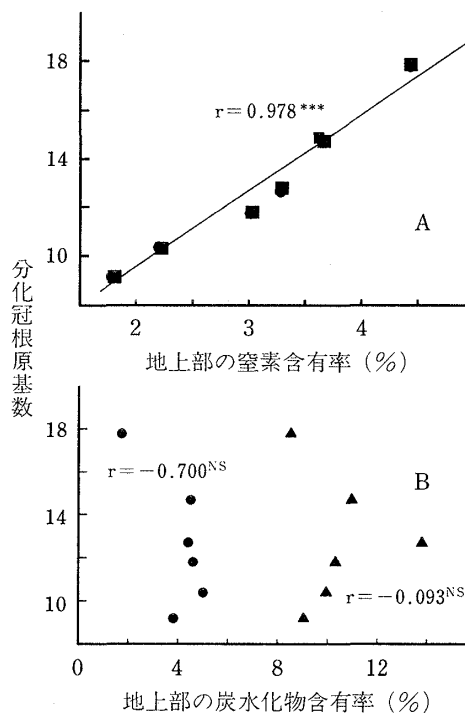 18
14
10
r=0.978***
A
2
3
4
地上部の窒素含有率（%）
分化冠根原基数
18
14
10
r=−0.700NS
B
r=−0.093NS
0
4
8
12
地上部の炭水化物含有率（%）